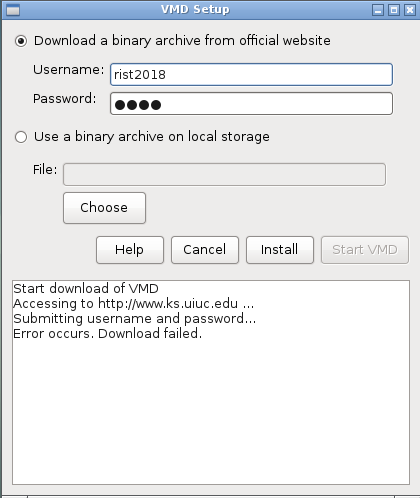 VMD Setup
Download a binary archive from official website
Username: rist2018
Password: ●●●●
Use a binary archive on local storage
File:
Choose
Help Cancel Install Start VMD
Start download of VMD
Accessing to http://www.ks.uiuc.edu ...
Submitting username and password...
Error occurs. Download failed.